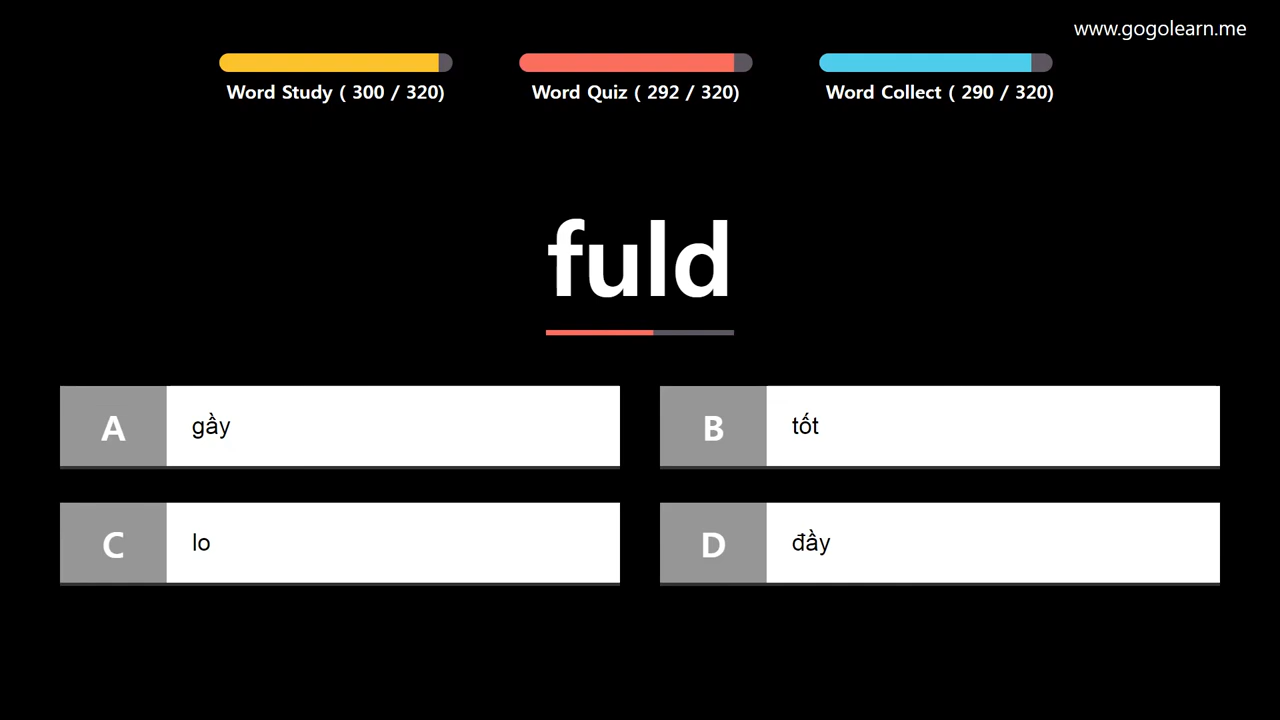 www.gogolearn.me
Word Study ( 300 / 320)
Word Quiz ( 292 / 320)
Word Collect ( 290 / 320)
fuld
A gầy
B tốt
C lo
D đầy